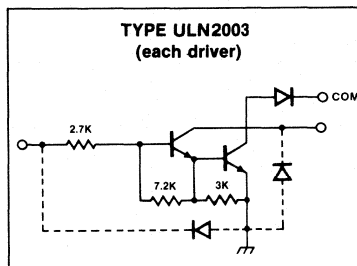 TYPE ULN2003
(each driver)
COM
2.7K
7.2K
3K